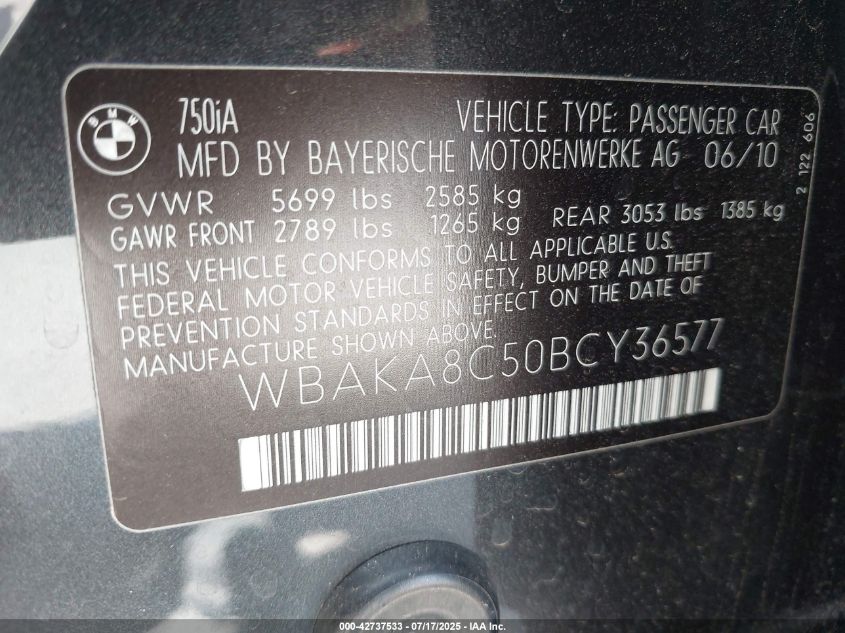 BMW
750iA VEHICLE TYPE: PASSENGER CAR
MFD BY BAYERISCHE MOTORENWERKE AG 06/10
GVWR 5699 lbs 2585 kg
GAWR FRONT 2789 lbs 1265 kg REAR 3053 lbs 1385 kg
THIS VEHICLE CONFORMS TO ALL APPLICABLE U.S.
FEDERAL MOTOR VEHICLE SAFETY, BUMPER AND THEFT
PREVENTION STANDARDS IN EFFECT ON THE DATE OF
MANUFACTURE SHOWN ABOVE.
WBAKA8C50BCY36577
2 122 606
000-42737533 - 07/17/2025 - IAA Inc.